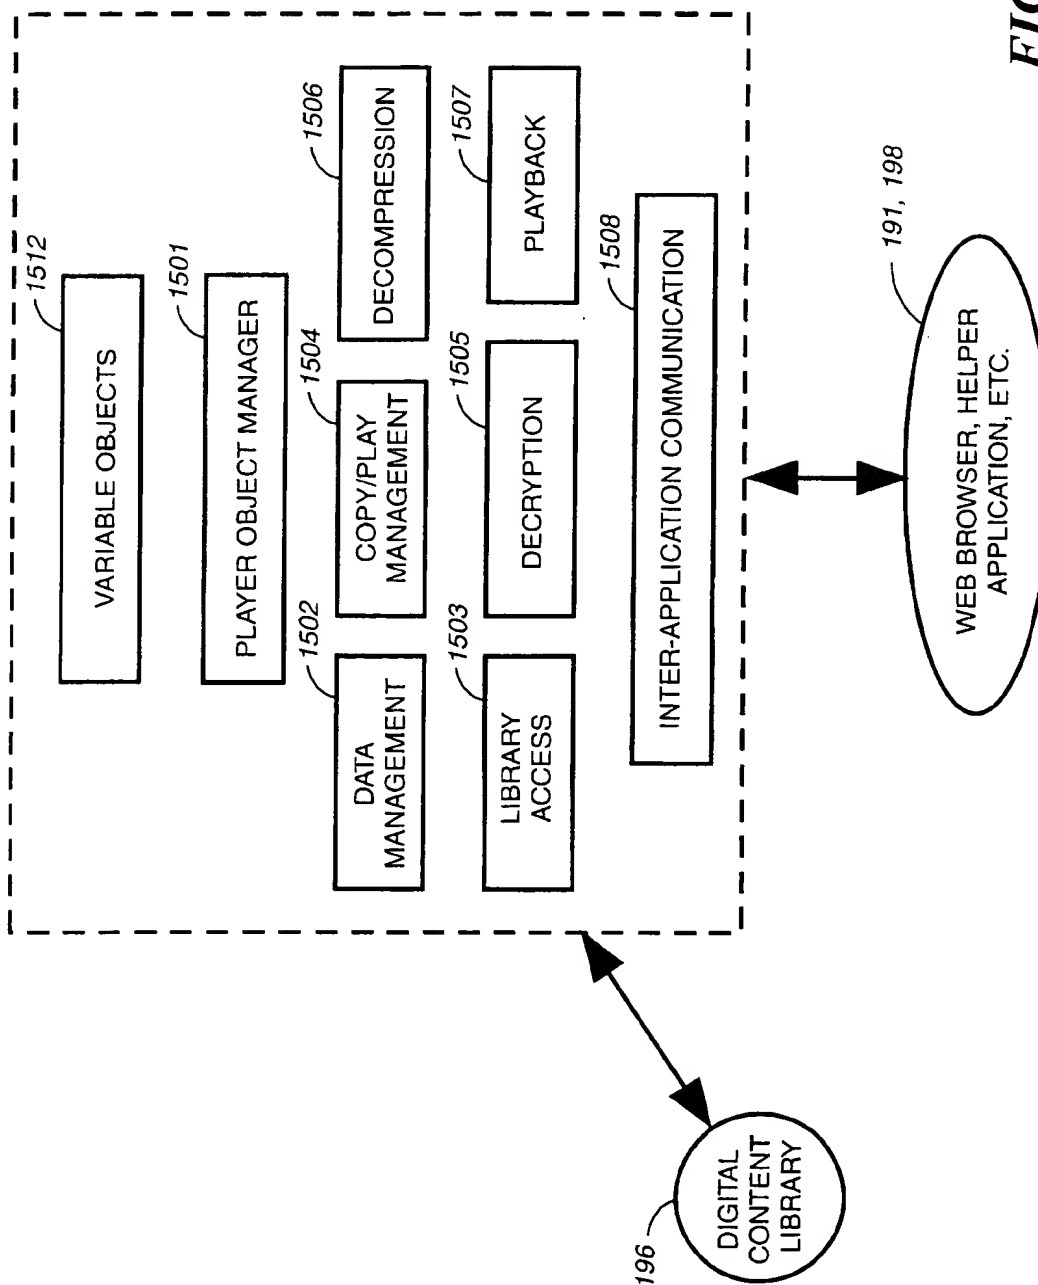 1512
VARIABLE OBJECTS
1501
PLAYER OBJECT MANAGER
1502
DATA
MANAGEMENT
1504
COPY/PLAY
MANAGEMENT
1506
DECOMPRESSION
1503
LIBRARY
ACCESS
1505
DECRYPTION
1507
PLAYBACK
1508
INTER-APPLICATION COMMUNICATION
196
DIGITAL
CONTENT
LIBRARY
191, 198
WEB BROWSER, HELPER
APPLICATION, ETC.